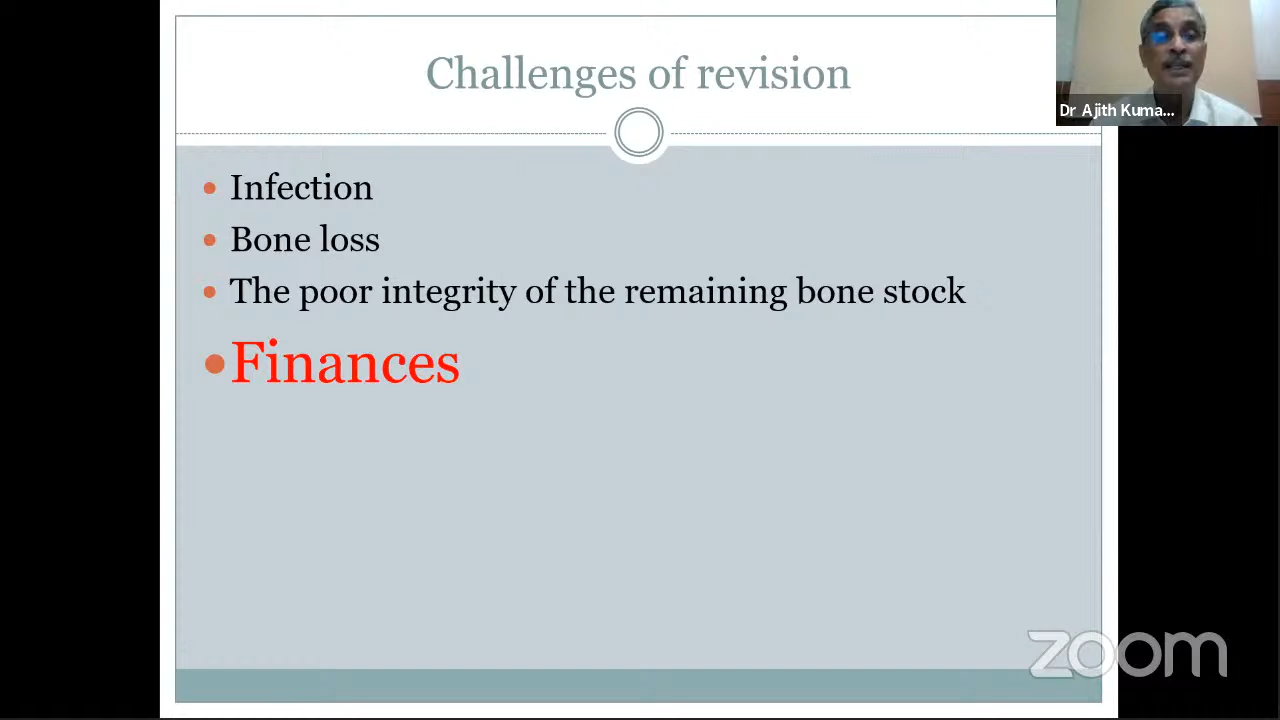 Challenges of revision
Dr Ajith Kuma...
Infection
Bone loss
The poor integrity of the remaining bone stock
Finances
zoom